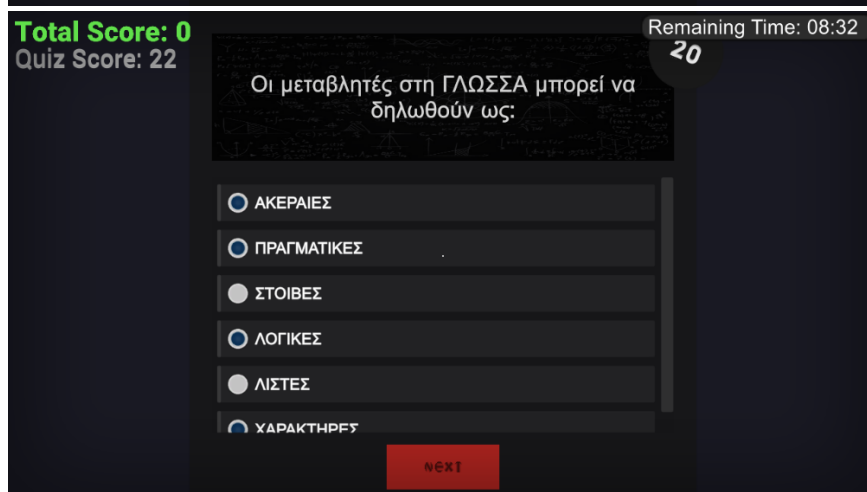 Total Score: 0
Remaining Time: 08:32
Quiz Score: 22
20
Οι μεταβλητές στη ΓΛΩΣΣΑ μπορεί να
δηλωθούν ως:
ΑΚΕΡΑΙΕΣ
ΠΡΑΓΜΑΤΙΚΕΣ
ΣΤΟΙΒΕΣ
ΛΟΓΙΚΕΣ
ΛΙΣΤΕΣ
ΧΑΡΑΚΤΗΡΕΣ
NEXT